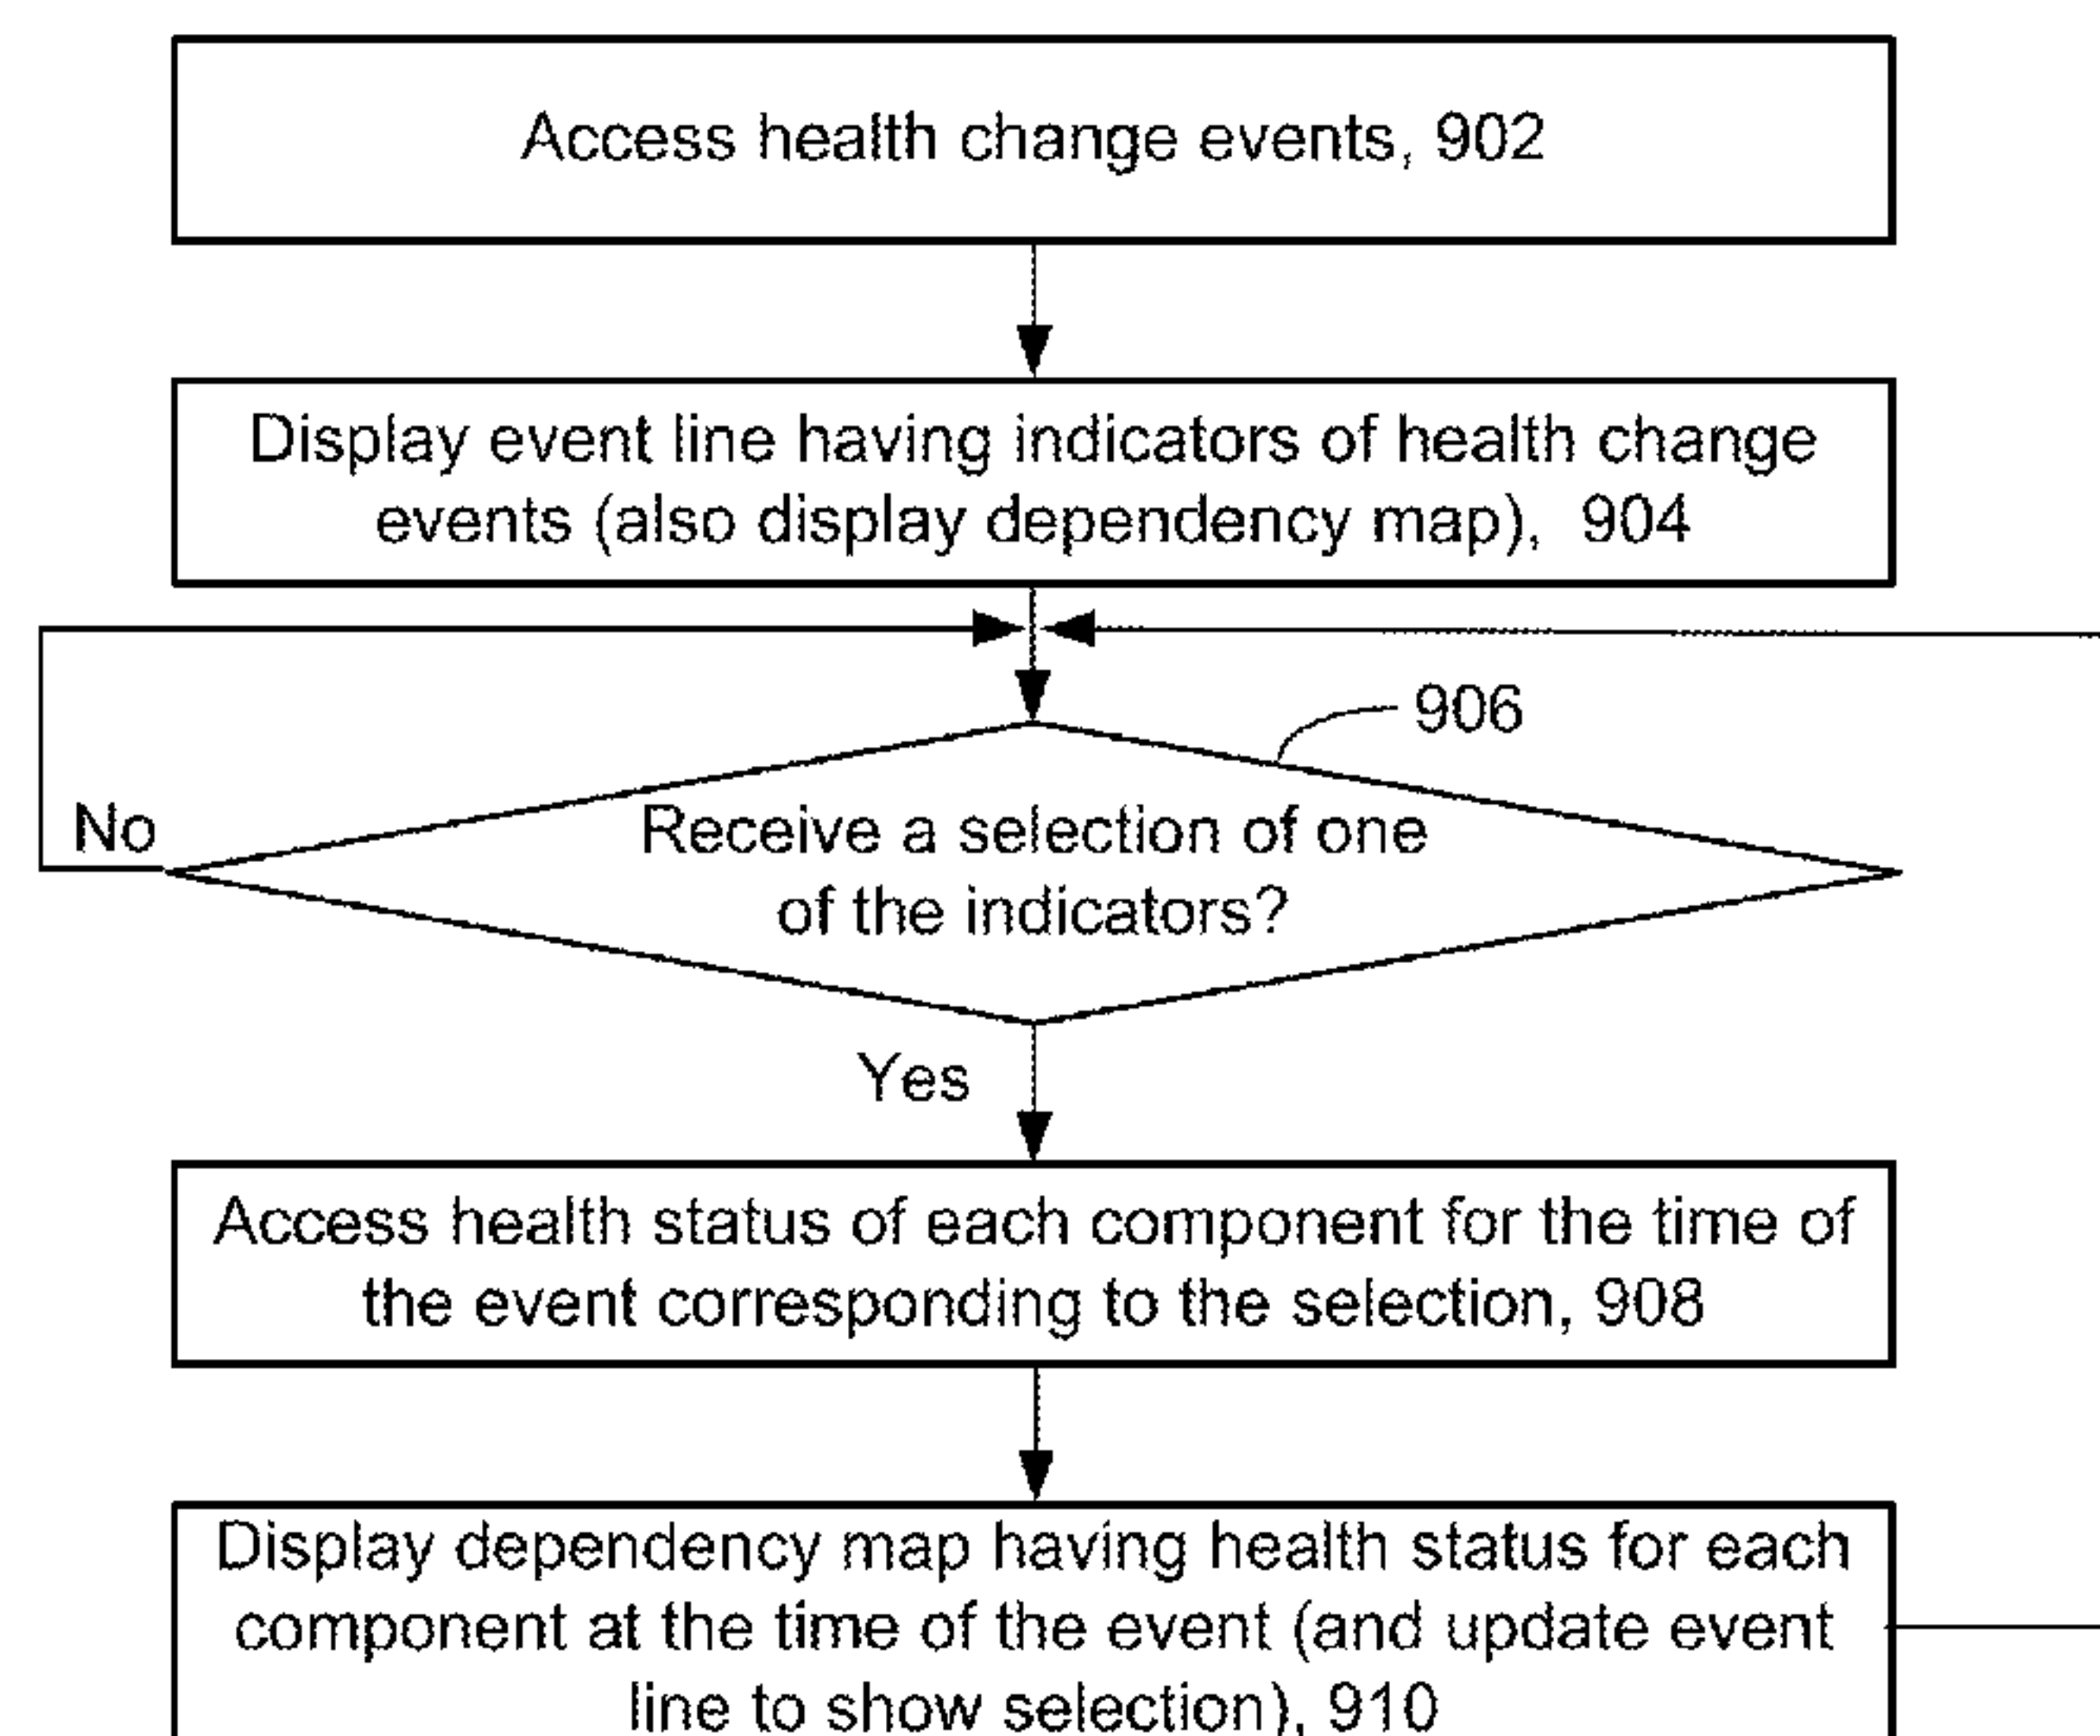 Access health change events, 902
Display event line having indicators of health change
events (also display dependency map), 904
906
No
Receive a selection of one
of the indicators?
Yes
Access health status of each component for the time of
the event corresponding to the selection, 908
Display dependency map having health status for each
component at the time of the event (and update event
line to show selection), 910